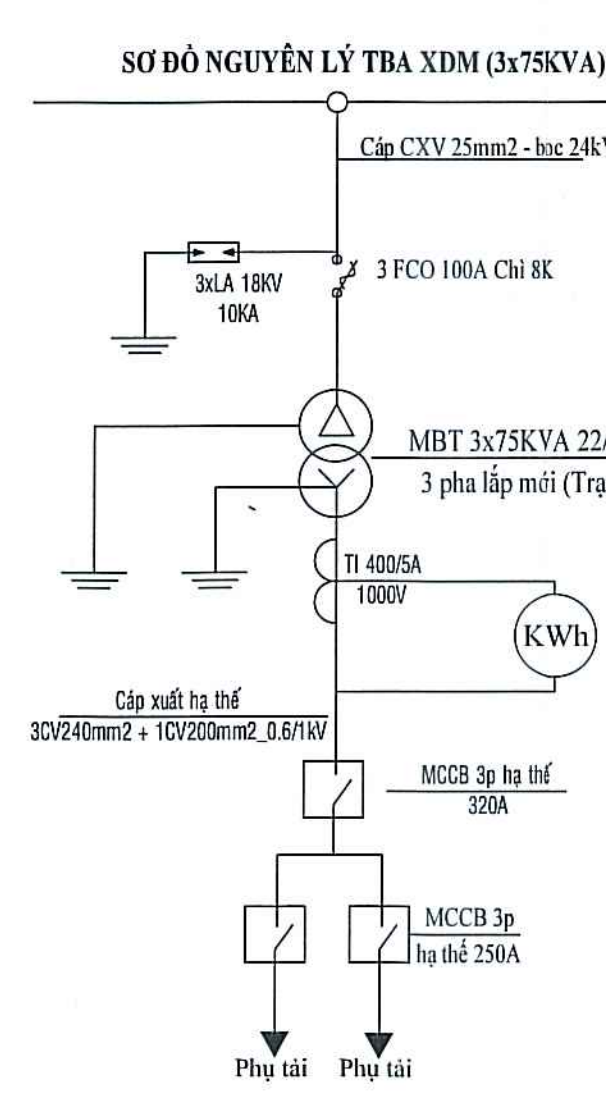 SƠ ĐỒ NGUYÊN LÝ TBA XDM (3x75KVA)
Cáp CXV 25mm2 - bọc 24kV
3xLA 18KV
10KA
3 FCO 100A Chì 8K
MBT 3x75KVA 22/
3 pha lắp mới (Trạ
TI 400/5A
1000V
KWh
Cáp xuất hạ thế
3CV240mm2 + 1CV200mm2_0.6/1kV
MCCB 3p hạ thế
320A
MCCB 3p
hạ thế 250A
Phụ tải
Phụ tải